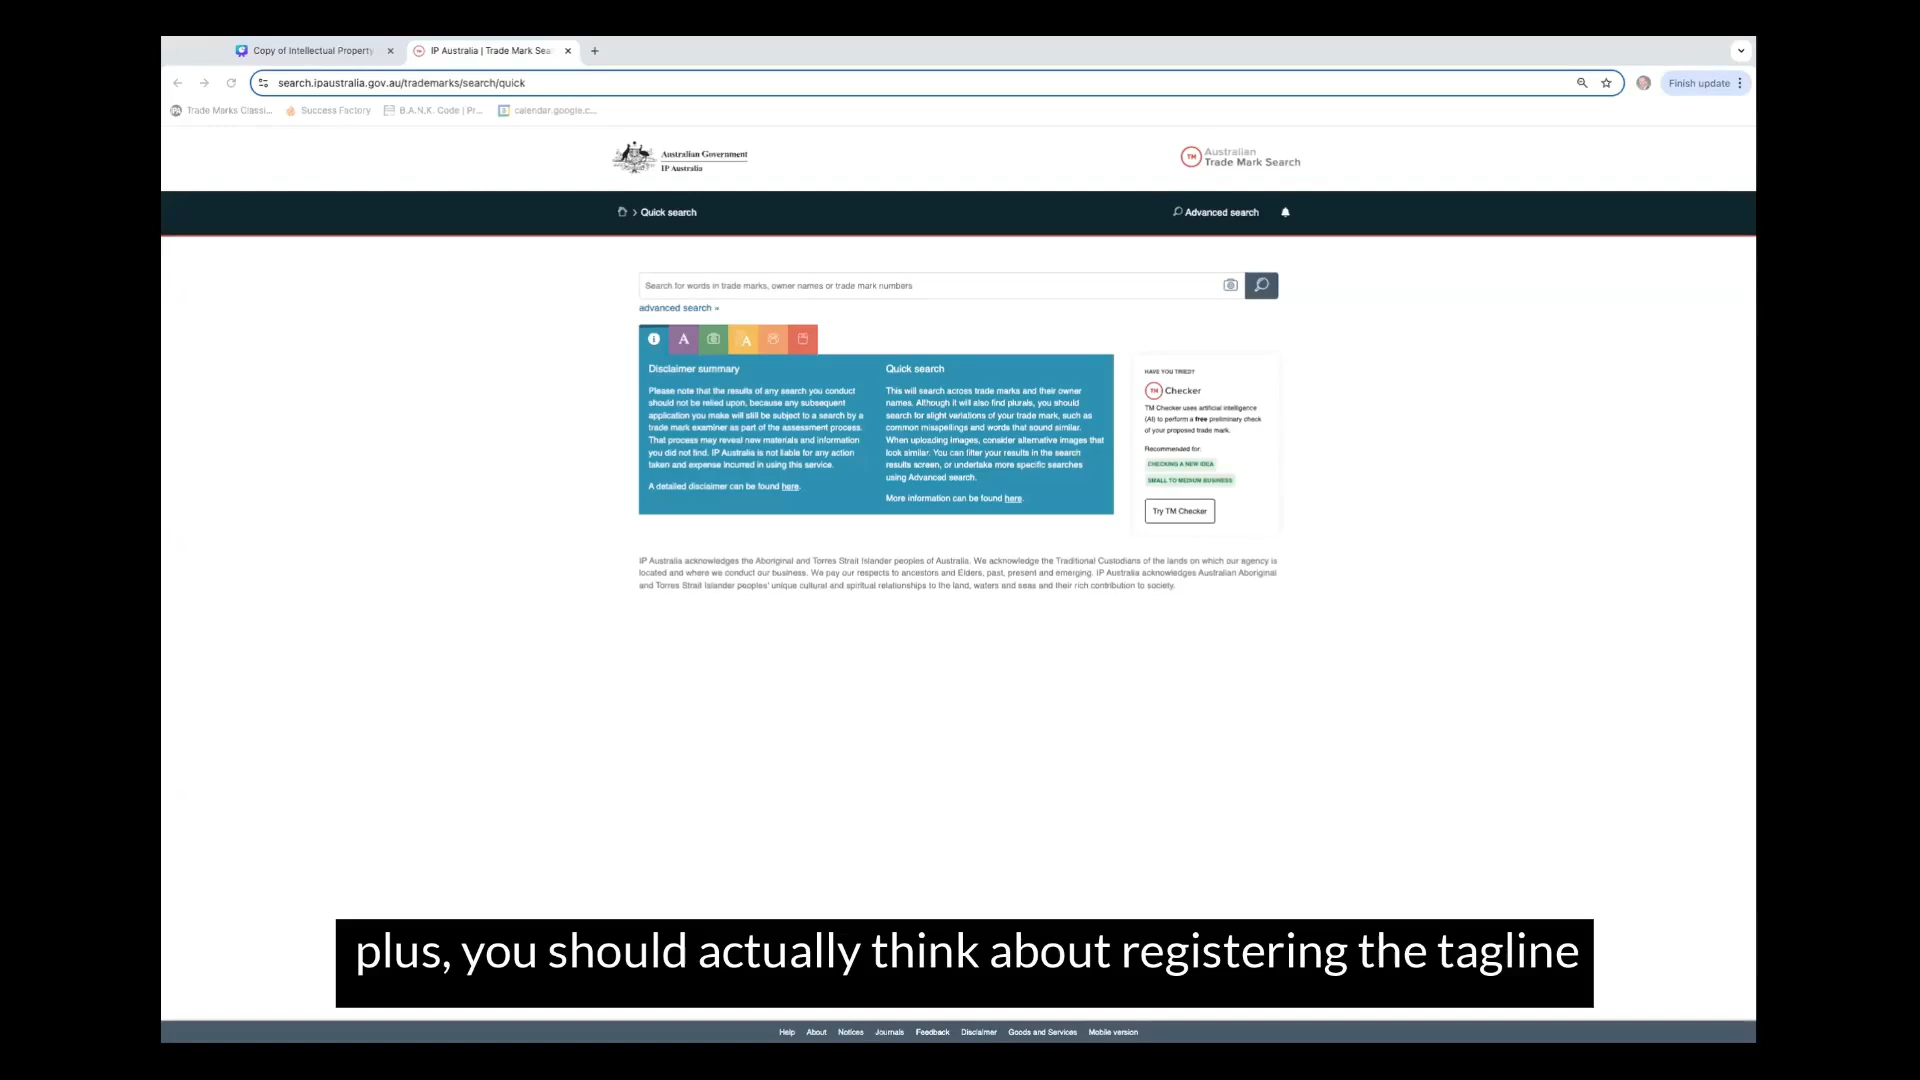 Copy of Intellectual Property
IP Australia | Trade Mark Sea
search.ipaustralia.gov.au/trademarks/search/quick
Finish update
Trade Marks Classi...
Success Factory
B.A.N.K. Code | Pr...
calendar.google.c...
Australian Government
IP Australia
TM
Australian
Trade Mark Search
Quick search
Advanced search
Search for words in trade marks, owner names or trade mark numbers
advanced search »
A
A
Disclaimer summary
Please note that the results of any search you conduct
should not be relied upon, because any subsequent
application you make will still be subject to a search by a
trade mark examiner as part of the assessment process.
That process may reveal new materials and information
you did not find. IP Australia is not liable for any action
taken and expense incurred in using this service.
A detailed disclaimer can be found here.
Quick search
This will search across trade marks and their owner
names. Although it will also find plurals, you should
search for slight variations of your trade mark, such as
common misspellings and words that sound similar.
When uploading images, consider alternative images that
look similar. You can filter your results in the search
results screen, or undertake more specific searches
using Advanced search.
More information can be found here.
HAVE YOU TRIED?
TM Checker
TM Checker uses artificial intelligence
(AI) to perform a free preliminary check
of your proposed trade mark.
Recommended for:
CHECKING A NEW IDEA
SMALL TO MEDIUM BUSINESS
Try TM Checker
IP Australia acknowledges the Aboriginal and Torres Strait Islander peoples of Australia. We acknowledge the Traditional Custodians of the lands on which our agency is
located and where we conduct our business. We pay our respects to ancestors and Elders, past, present and emerging. IP Australia acknowledges Australian Aboriginal
and Torres Strait Islander peoples' unique cultural and spiritual relationships to the land, waters and seas and their rich contribution to society.
plus, you should actually think about registering the tagline
Help About Notices Journals Feedback Disclaimer Goods and Services Mobile version